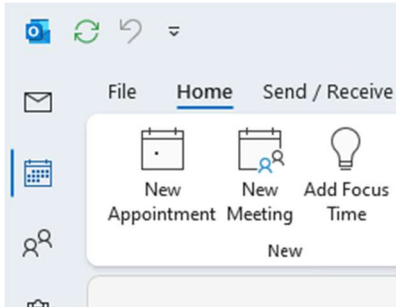 File Home Send / Receive
New New Add Focus
Appointment Meeting Time
New